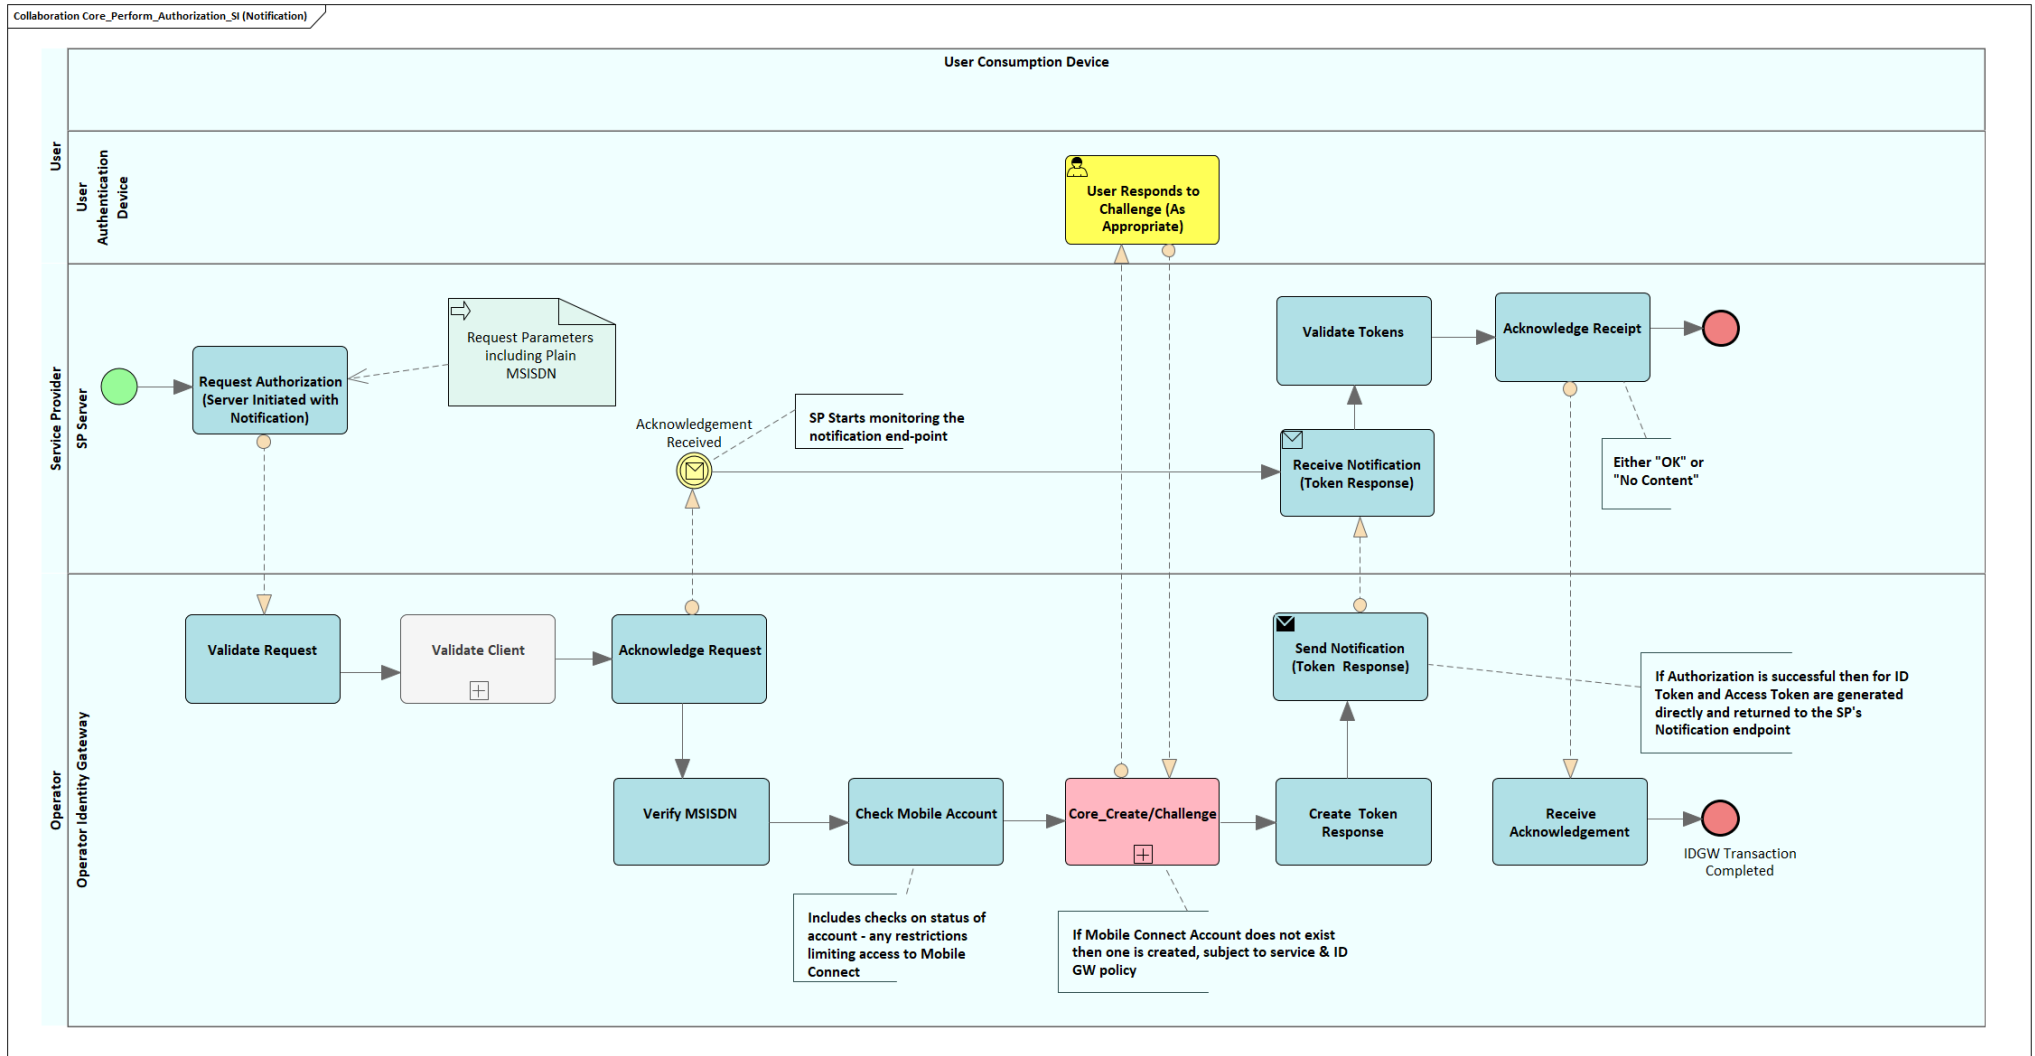 Collaboration Core_Perform_Authorization_SI (Notification)
User Consumption Device
User
User
Authentication
Device
User Responds to
Challenge (As
Appropriate)
Service Provider
SP Server
Request Authorization
(Server Initiated with
Notification)
Request Parameters
including Plain
MSISDN
Acknowledgement
Received
SP Starts monitoring the
notification end-point
Receive Notification
(Token Response)
Validate Tokens
Acknowledge Receipt
Either "OK" or
"No Content"
Operator
Operator Identity Gateway
Validate Request
Validate Client
Acknowledge Request
Send Notification
(Token Response)
If Authorization is successful then for ID
Token and Access Token are generated
directly and returned to the SP's
Notification endpoint
Verify MSISDN
Check Mobile Account
Core_Create/Challenge
Create Token
Response
Receive
Acknowledgement
IDGW Transaction
Completed
Includes checks on status of
account - any restrictions
limiting access to Mobile
Connect
If Mobile Connect Account does not exist
then one is created, subject to service & ID
GW policy